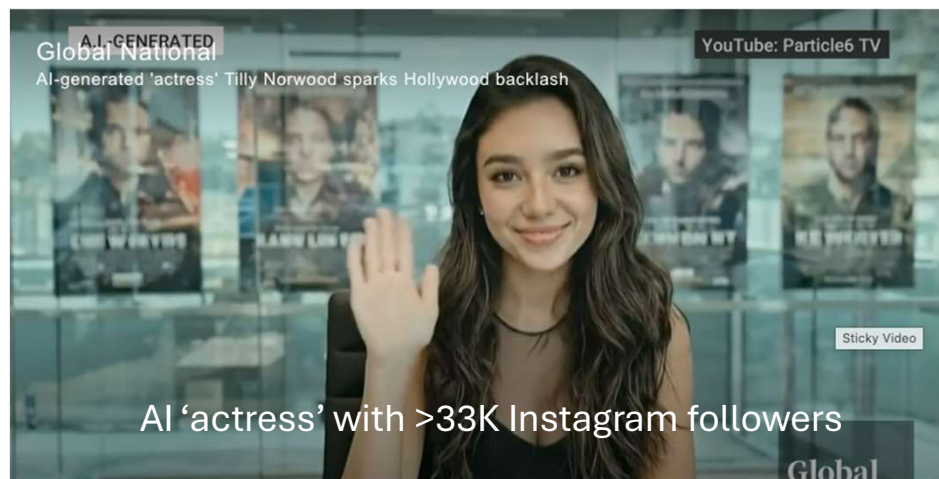 A.I.-GENERATED
Global National
AI-generated 'actress' Tilly Norwood sparks Hollywood backlash
YouTube: Particle6 TV
Sticky Video
AI ‘actress’ with >33K Instagram followers
Global